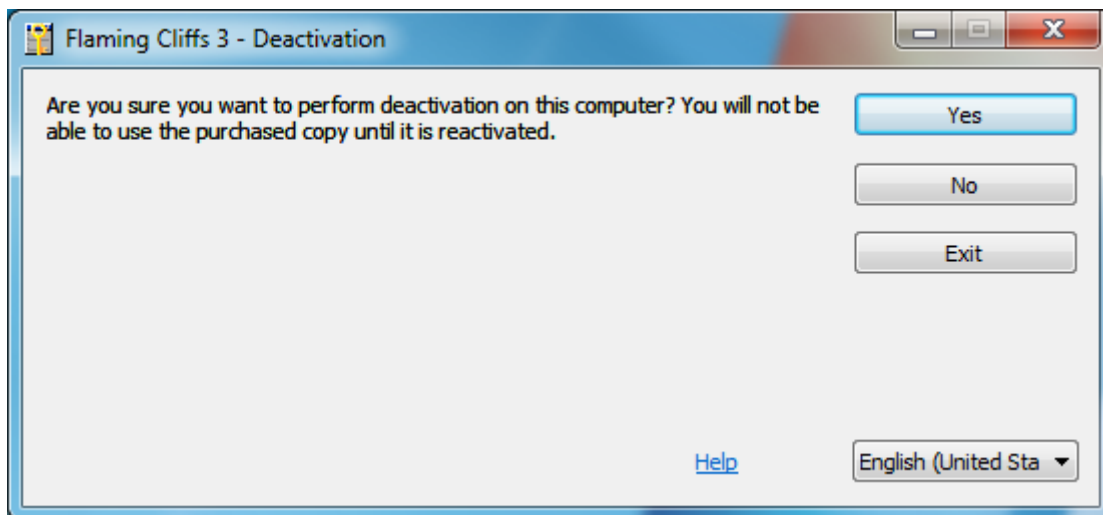 Flaming Cliffs 3 - Deactivation
Are you sure you want to perform deactivation on this computer? You will not be
able to use the purchased copy until it is reactivated.
Yes
No
Exit
Help
English (United Sta